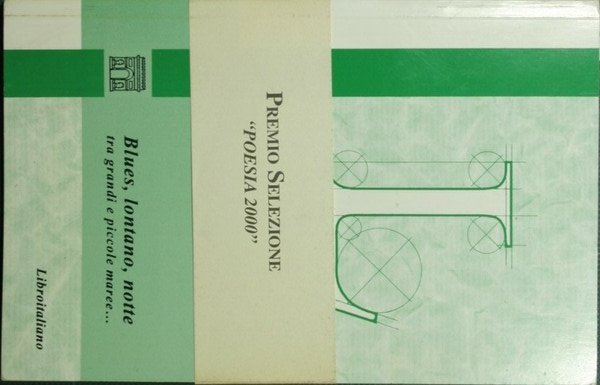 PREMIO SELEZIONE
“POESIA 2000”
Blues, lontano, notte
tra grandi e piccole maree...
Libroitaliano